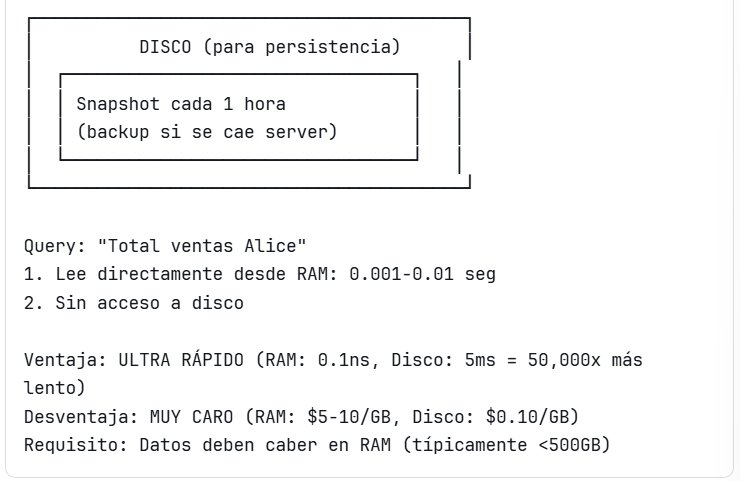 DISCO (para persistencia)
Snapshot cada 1 hora
(backup si se cae server)
Query: "Total ventas Alice"
1. Lee directamente desde RAM: 0.001-0.01 seg
2. Sin acceso a disco
Ventaja: ULTRA RÁPIDO (RAM: 0.1ns, Disco: 5ms = 50,000x más
lento)
Desventaja: MUY CARO (RAM: $5-10/GB, Disco: $0.10/GB)
Requisito: Datos deben caber en RAM (típicamente <500GB)